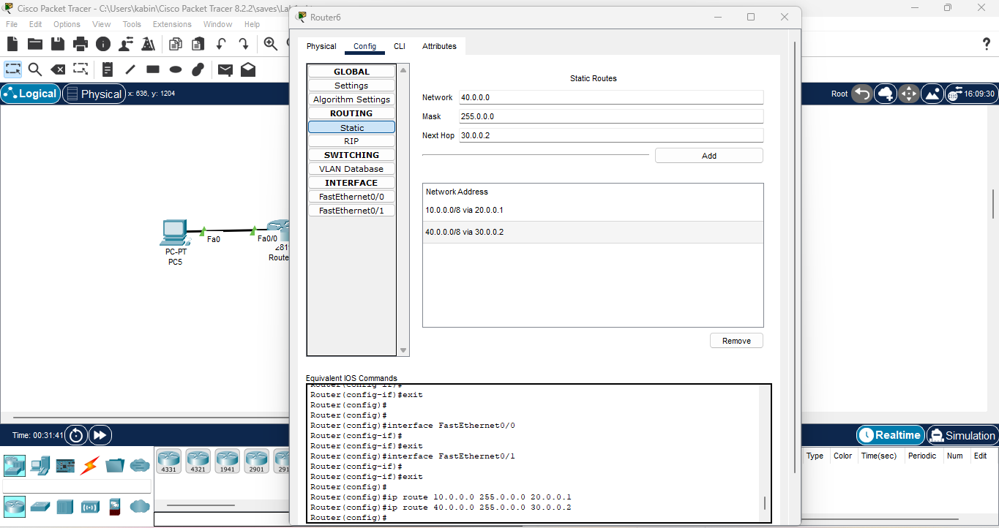 Cisco Packet Tracer - C:\Users\kabin\Cisco Packet Tracer 8.2.2\saves\La
File Edit Options View Tools Extensions Window Help
Logical Physical x: 636, y: 1204
Root 16:09:30
Fa0 Fa0/0
PC-PT
PC5
281
Route
Router6
Physical Config CLI Attributes
GLOBAL
Settings
Algorithm Settings
ROUTING
Static
RIP
SWITCHING
VLAN Database
INTERFACE
FastEthernet0/0
FastEthernet0/1
Static Routes
Network 40.0.0.0
Mask 255.0.0.0
Next Hop 30.0.0.2
Add
Network Address
10.0.0.0/8 via 20.0.0.1
40.0.0.0/8 via 30.0.0.2
Remove
Equivalent IOS Commands
Router(config-if)#
Router(config-if)#exit
Router(config)#
Router(config)#
Router(config)#interface FastEthernet0/0
Router(config-if)#
Router(config-if)#exit
Router(config)#interface FastEthernet0/1
Router(config-if)#
Router(config-if)#exit
Router(config)#
Router(config)#ip route 10.0.0.0 255.0.0.0 20.0.0.1
Router(config)#ip route 40.0.0.0 255.0.0.0 30.0.0.2
Router(config)#
Time: 00:31:41
Realtime Simulation
4331 4321 1941 2901 291
Type Color Time(sec) Periodic Num Edit